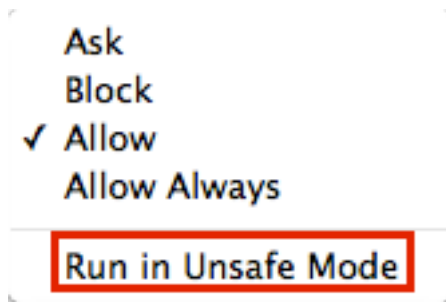 Ask
Block
✓ Allow
Allow Always
Run in Unsafe Mode